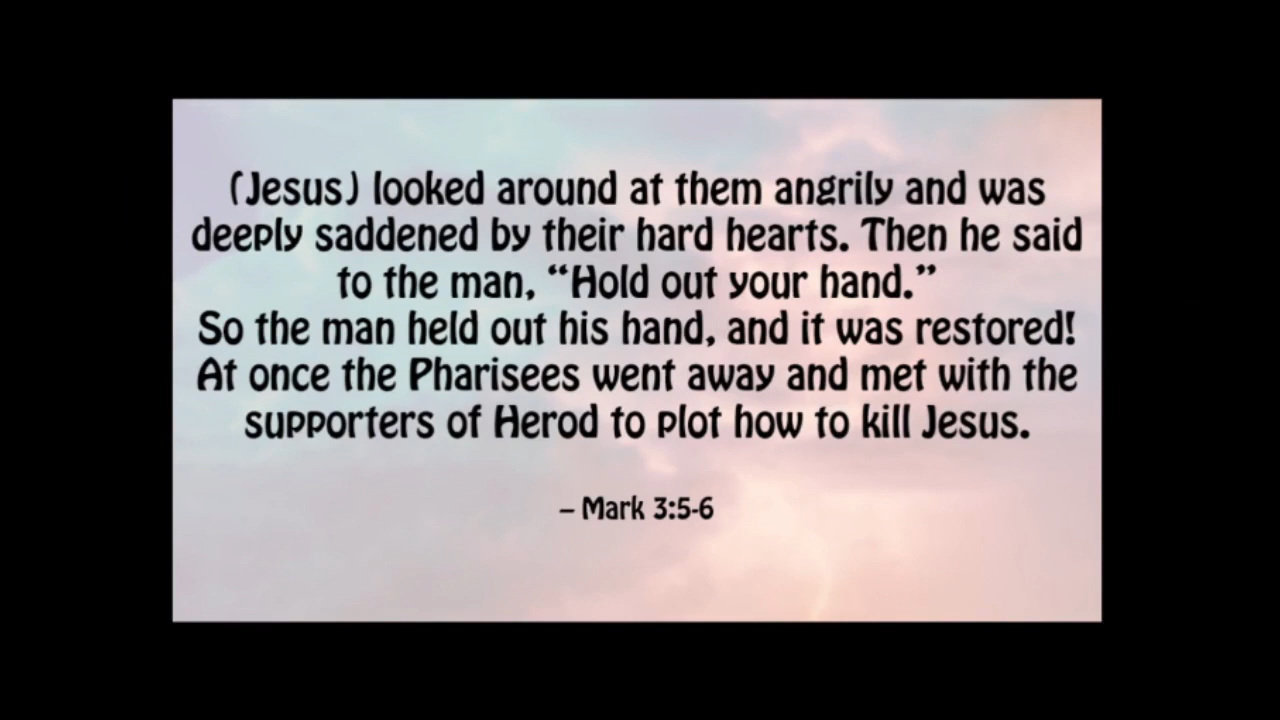 (Jesus) looked around at them angrily and was
deeply saddened by their hard hearts. Then he said
to the man, “Hold out your hand.”
So the man held out his hand, and it was restored!
At once the Pharisees went away and met with the
supporters of Herod to plot how to kill Jesus.
– Mark 3:5-6